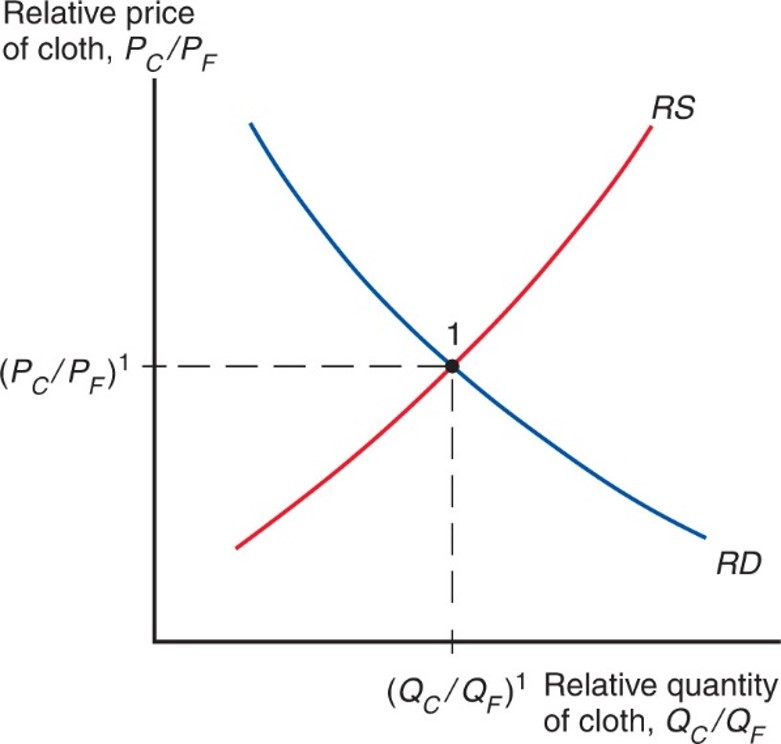 Relative price
of cloth, P_C/P_F
RS
1
(P_C/P_F)¹
RD
(Q_C/Q_F)¹
Relative quantity
of cloth, Q_C/Q_F